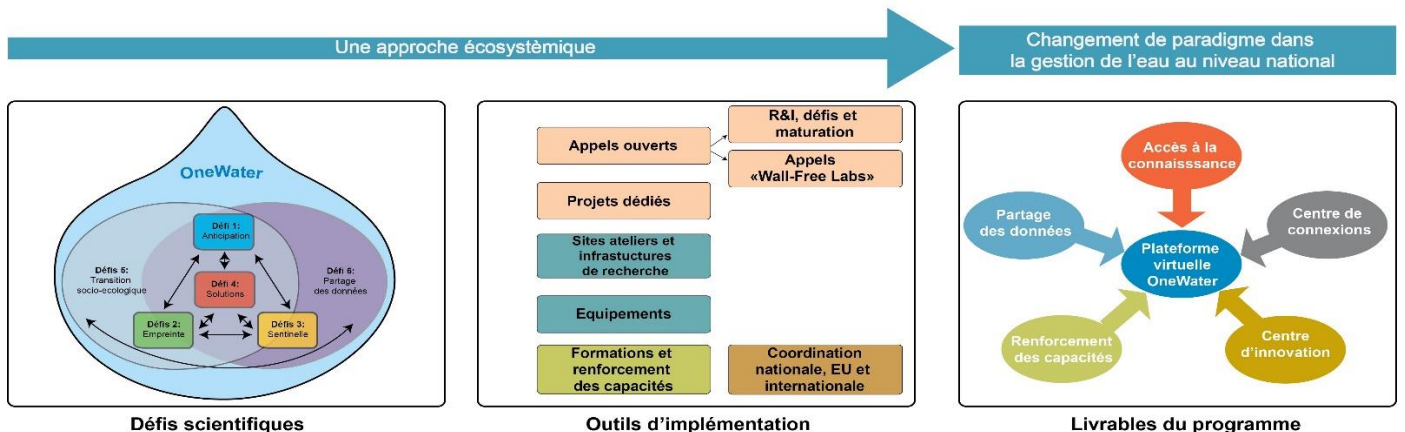 Une approche écosystèmique
Changement de paradigme dans
la gestion de l'eau au niveau national
OneWater
Défi 1:
Anticipation
Défis 5:
Transition
socio-ecologique
Défi 4:
Solutions
Défi 6:
Partage
des données
Défis 2:
Empreinte
Défis 3:
Sentinelle
Défis scientifiques
Appels ouverts
R&I, défis et
maturation
Appels
«Wall-Free Labs»
Projets dédiés
Sites ateliers et
infrastuctures
de recherche
Equipements
Formations et
renforcement
des capacités
Coordination
nationale, EU et
internationale
Outils d'implémentation
Accès à la
connaisssance
Partage
des données
Centre de
connexions
Plateforme
virtuelle
OneWater
Renforcement
des capacités
Centre
d'innovation
Livrables du programme